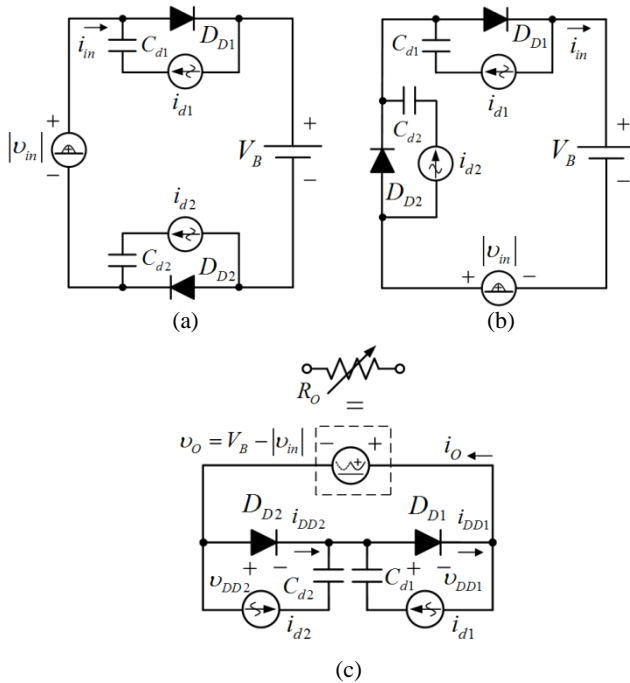 i_in
C_d1
D_D1
i_d1
|υ_in|
+
−
V_B
+
−
i_d2
C_d2
D_D2
(a)
C_d1
D_D1
i_in
i_d1
C_d2
i_d2
D_D2
V_B
+
−
|υ_in|
+
−
(b)
R_O
=
υ_O = V_B − |υ_in|
−
+
i_O
D_D2
i_DD2
D_D1
i_DD1
+
−
υ_DD2
C_d2
C_d1
+
−
υ_DD1
i_d2
i_d1
(c)